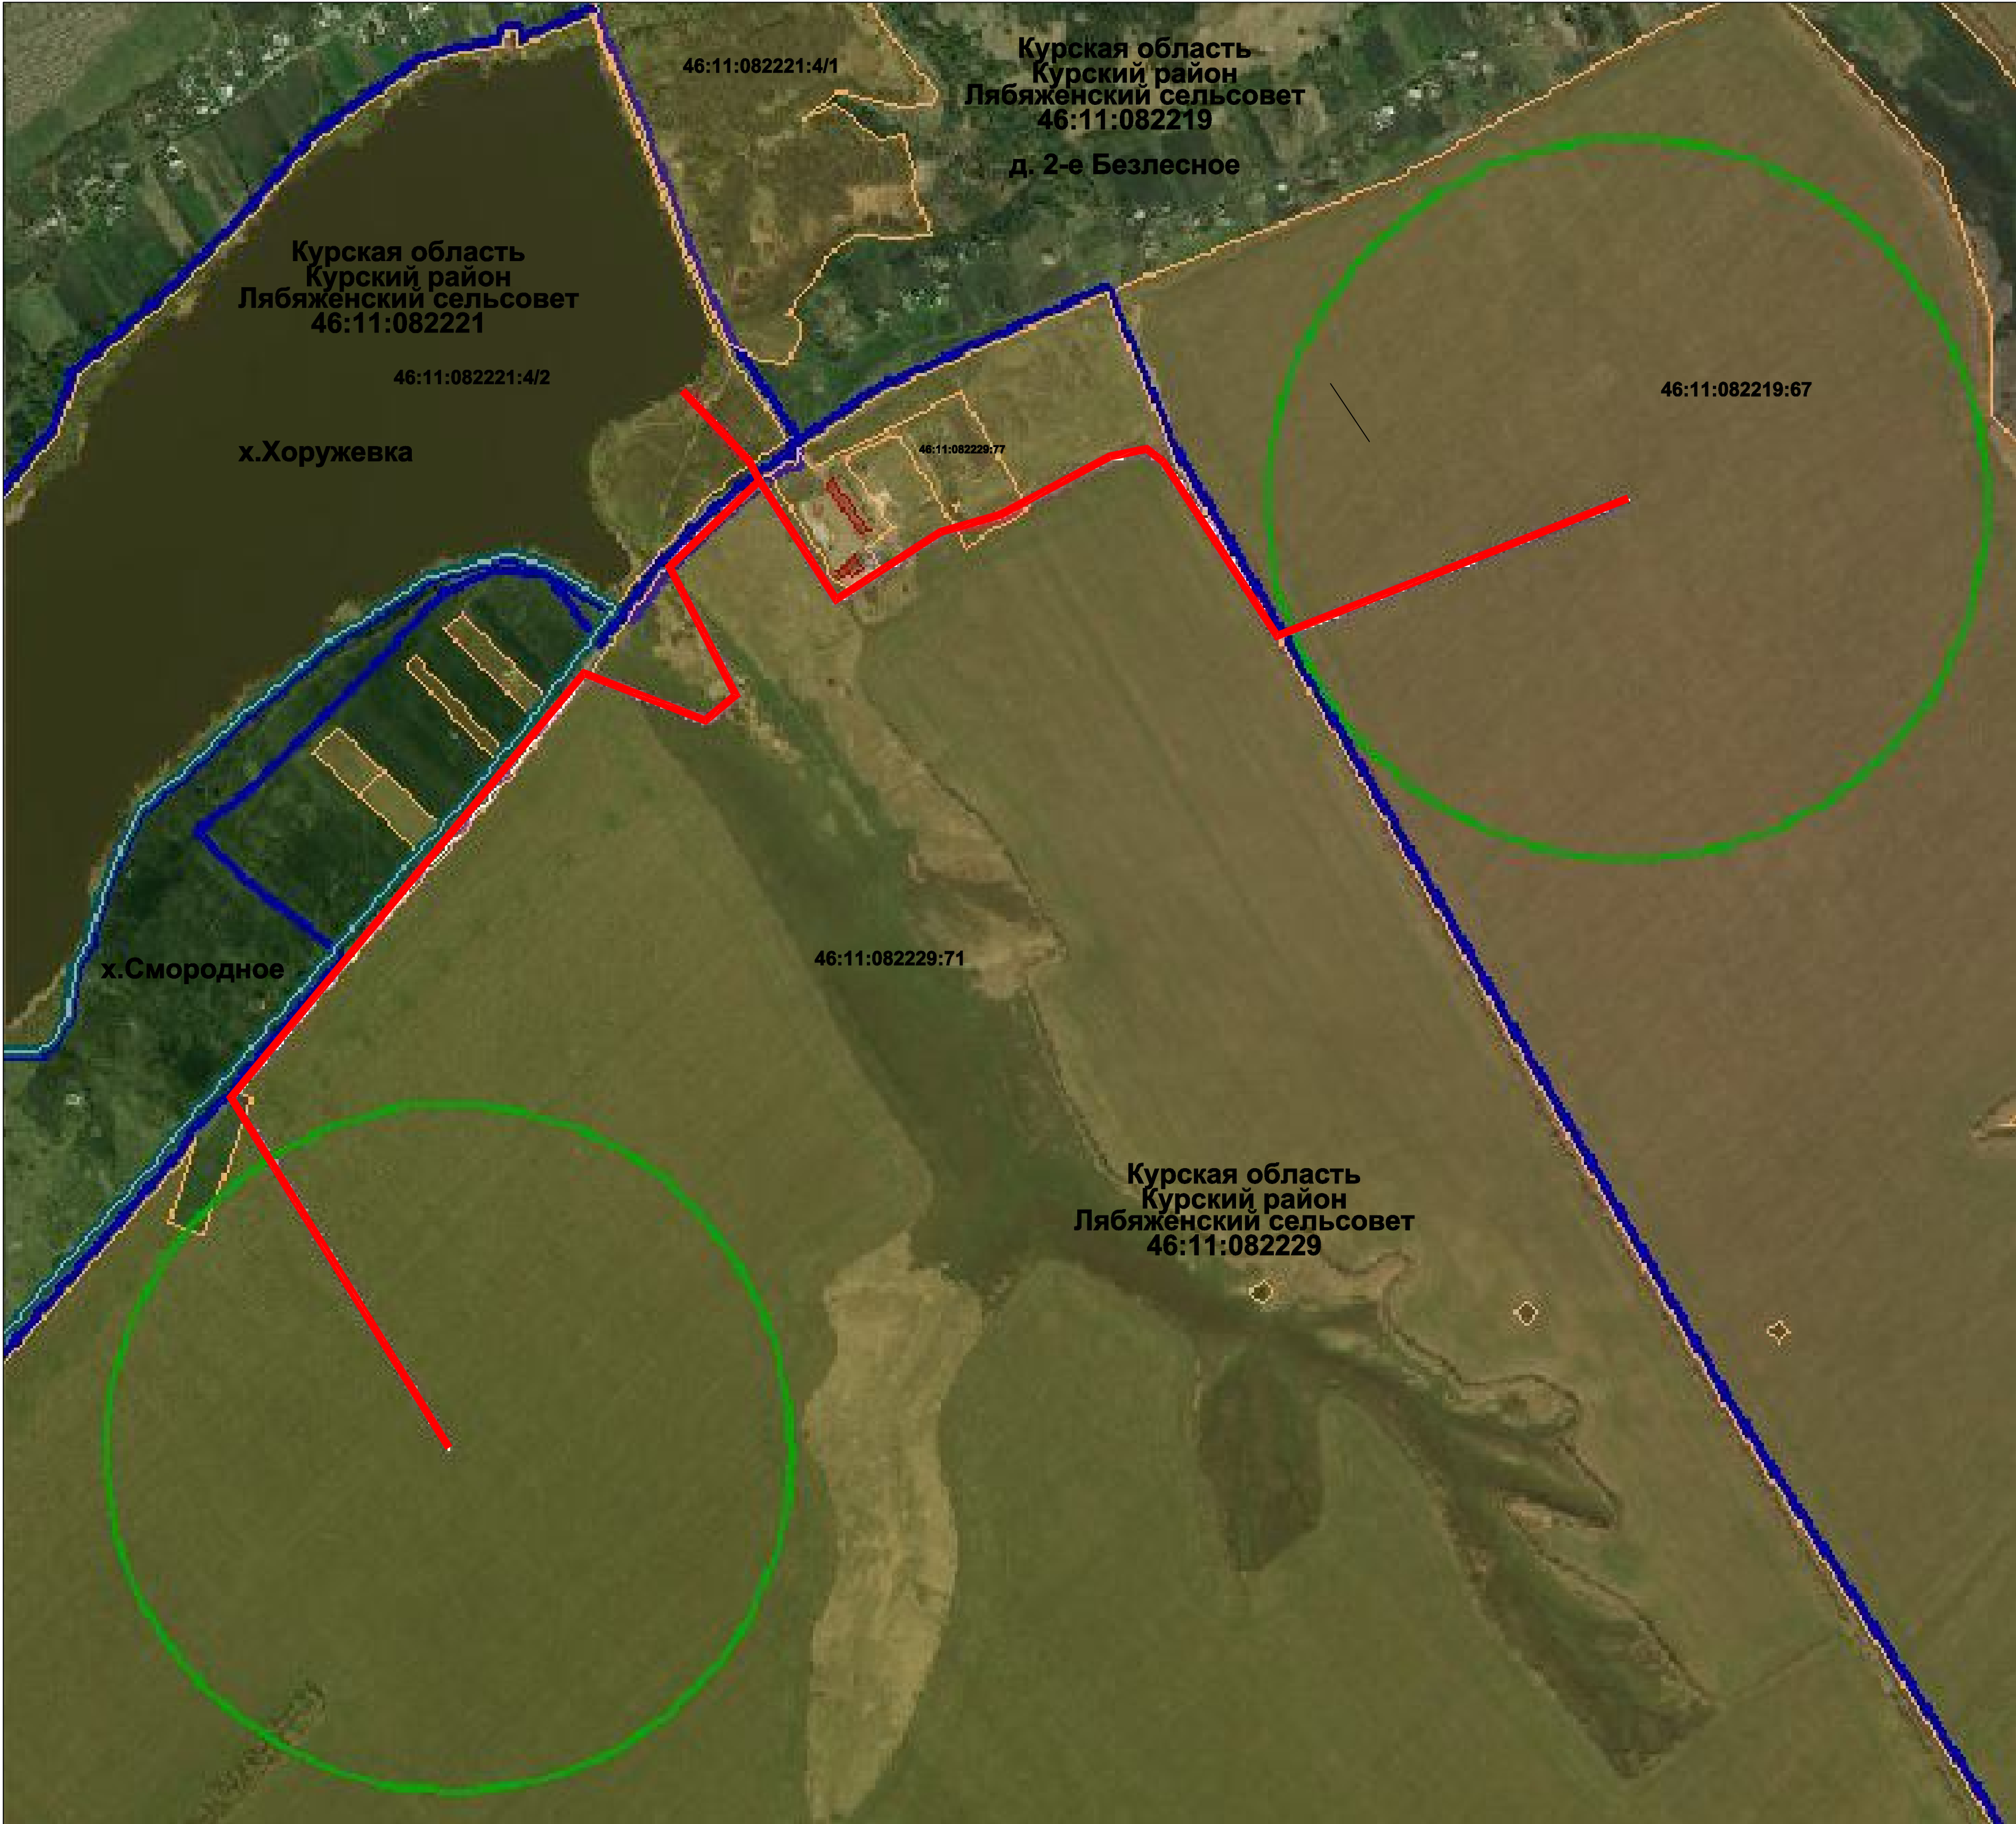 46:11:082221:4/1
Курская область
Курский район
Лябяженский сельсовет
46:11:082219
д. 2-е Безлесное
Курская область
Курский район
Лябяженский сельсовет
46:11:082221
46:11:082221:4/2
х.Хоружевка
46:11:082219:67
46:11:082229:77
46:11:082229:71
х.Смородное
Курская область
Курский район
Лябяженский сельсовет
46:11:082229